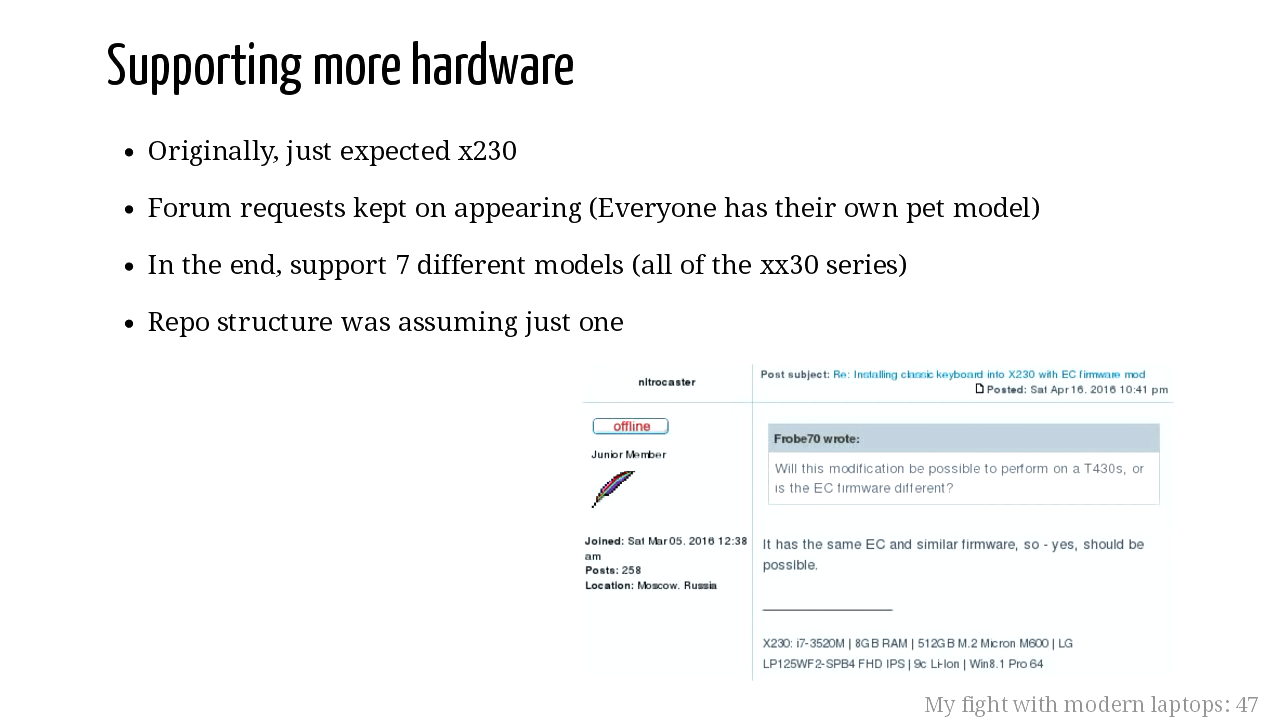 Supporting more hardware
• Originally, just expected x230
• Forum requests kept on appearing (Everyone has their own pet model)
• In the end, support 7 different models (all of the xx30 series)
• Repo structure was assuming just one
nitrocaster
Post subject: Re: Installing classic keyboard into X230 with EC firmware mod
Posted: Sat Apr 16, 2016 10:41 pm
offline
Junior Member
Joined: Sat Mar 05, 2016 12:38
am
Posts: 258
Location: Moscow, Russia
Frobe70 wrote:
Will this modification be possible to perform on a T430s, or
is the EC firmware different?
It has the same EC and similar firmware, so - yes, should be
possible.
X230: i7-3520M | 8GB RAM | 512GB M.2 Micron M600 | LG
LP125WF2-SPB4 FHD IPS | 9c Li-Ion | Win8.1 Pro 64
My fight with modern laptops: 47